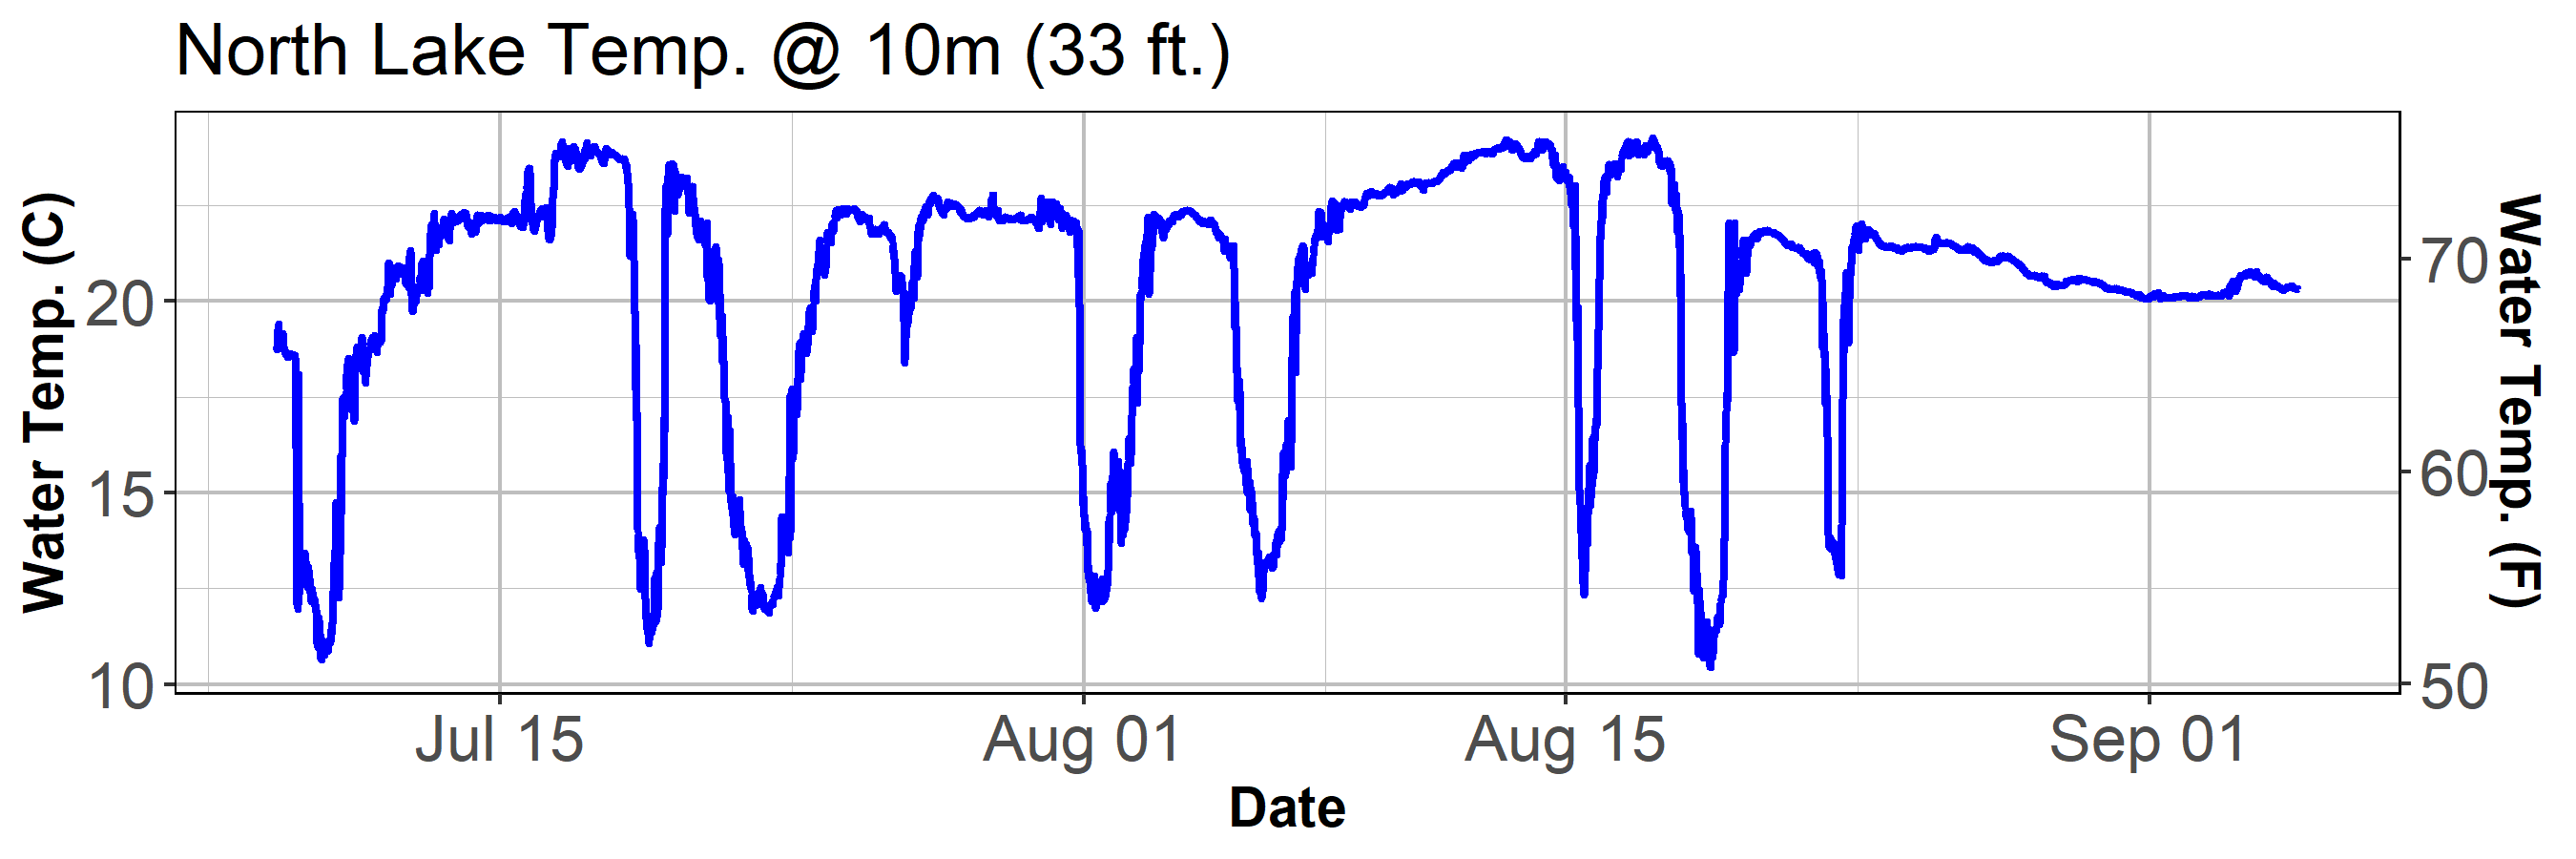 North Lake Temp. @ 10m (33 ft.)
Water Temp. (C)
20
15
10
70
60
50
Water Temp. (F)
Jul 15
Aug 01
Aug 15
Sep 01
Date